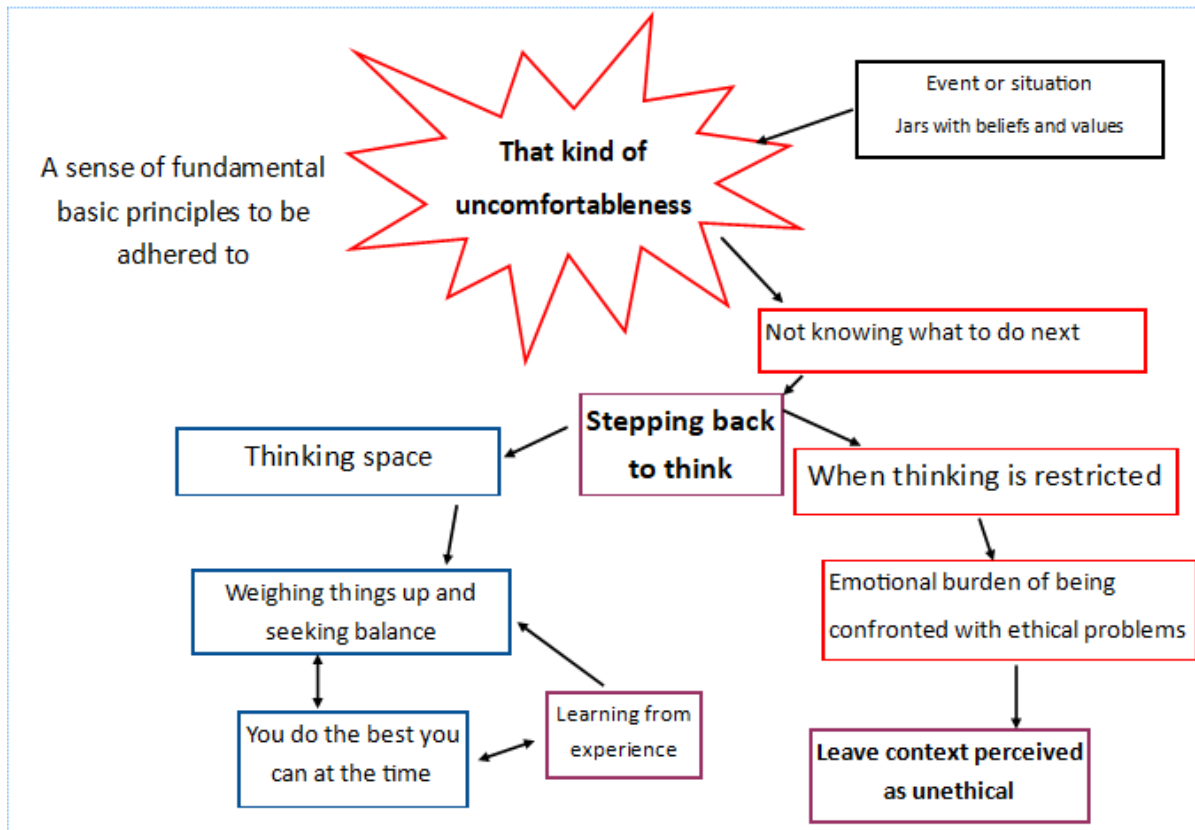 Event or situation
Jars with beliefs and values
That kind of
uncomfortableness
A sense of fundamental
basic principles to be
adhered to
Not knowing what to do next
Stepping back
to think
Thinking space
When thinking is restricted
Weighing things up and
seeking balance
Emotional burden of being
confronted with ethical problems
You do the best you
can at the time
Learning from
experience
Leave context perceived
as unethical